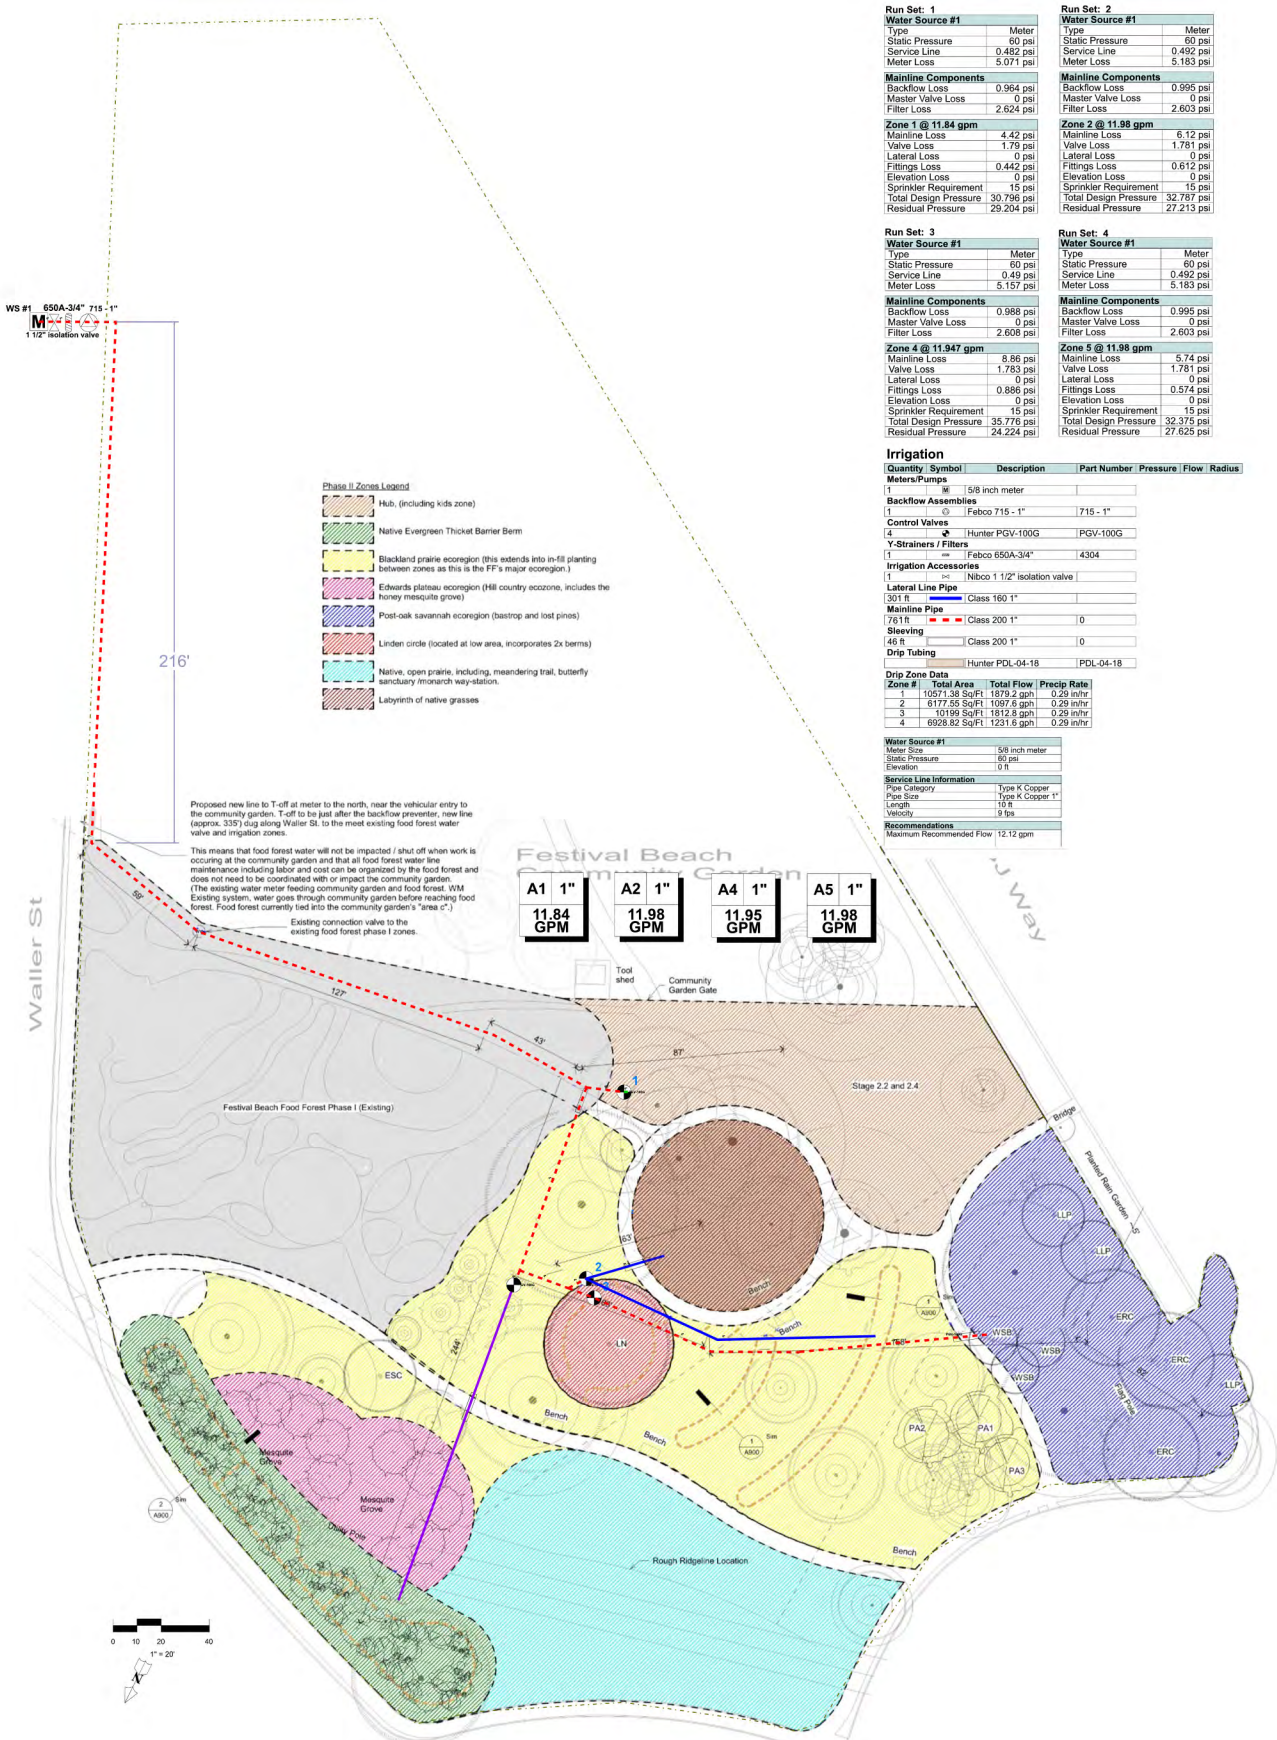 Run Set: 1
Water Source #1
Type Meter
Static Pressure 60 psi
Service Line 0.482 psi
Meter Loss 5.071 psi
Mainline Components
Backflow Loss 0.964 psi
Master Valve Loss 0 psi
Filter Loss 2.624 psi
Zone 1 @ 11.84 gpm
Mainline Loss 4.42 psi
Valve Loss 1.79 psi
Lateral Loss 0 psi
Fittings Loss 0.442 psi
Elevation Loss 0 psi
Sprinkler Requirement 15 psi
Total Design Pressure 30.796 psi
Residual Pressure 29.204 psi
Run Set: 2
Water Source #1
Type Meter
Static Pressure 60 psi
Service Line 0.492 psi
Meter Loss 5.183 psi
Mainline Components
Backflow Loss 0.995 psi
Master Valve Loss 0 psi
Filter Loss 2.603 psi
Zone 2 @ 11.98 gpm
Mainline Loss 6.12 psi
Valve Loss 1.781 psi
Lateral Loss 0 psi
Fittings Loss 0.612 psi
Elevation Loss 0 psi
Sprinkler Requirement 15 psi
Total Design Pressure 32.787 psi
Residual Pressure 27.213 psi
Run Set: 3
Water Source #1
Type Meter
Static Pressure 60 psi
Service Line 0.49 psi
Meter Loss 5.157 psi
Mainline Components
Backflow Loss 0.988 psi
Master Valve Loss 0 psi
Filter Loss 2.608 psi
Zone 4 @ 11.947 gpm
Mainline Loss 8.86 psi
Valve Loss 1.783 psi
Lateral Loss 0 psi
Fittings Loss 0.886 psi
Elevation Loss 0 psi
Sprinkler Requirement 15 psi
Total Design Pressure 35.776 psi
Residual Pressure 24.224 psi
Run Set: 4
Water Source #1
Type Meter
Static Pressure 60 psi
Service Line 0.492 psi
Meter Loss 5.183 psi
Mainline Components
Backflow Loss 0.995 psi
Master Valve Loss 0 psi
Filter Loss 2.603 psi
Zone 5 @ 11.98 gpm
Mainline Loss 5.74 psi
Valve Loss 1.781 psi
Lateral Loss 0 psi
Fittings Loss 0.574 psi
Elevation Loss 0 psi
Sprinkler Requirement 15 psi
Total Design Pressure 32.375 psi
Residual Pressure 27.625 psi
Irrigation
Quantity Symbol Description Part Number Pressure Flow Radius
Meters/Pumps
1 M 5/8 inch meter
Backflow Assemblies
1 Febco 715 - 1" 715 - 1"
Control Valves
4 Hunter PGV-100G PGV-100G
Y-Strainers / Filters
1 Febco 650A-3/4" 4304
Irrigation Accessories
1 Nibco 1 1/2" isolation valve
Lateral Line Pipe
301 ft Class 160 1"
Mainline Pipe
761 ft Class 200 1" 0
Sleeving
46 ft Class 200 1" 0
Drip Tubing
Hunter PDL-04-18 PDL-04-18
Drip Zone Data
Zone # Total Area Total Flow Precip Rate
1 10571.38 Sq/Ft 1879.2 gph 0.29 in/hr
2 6177.55 Sq/Ft 1097.6 gph 0.29 in/hr
3 10199 Sq/Ft 1812.8 gph 0.29 in/hr
4 6928.82 Sq/Ft 1231.6 gph 0.29 in/hr
Water Source #1
Meter Size 5/8 inch meter
Static Pressure 60 psi
Elevation 0 ft
Service Line Information
Pipe Category Type K Copper
Pipe Size Type K Copper 1"
Length 10 ft
Velocity 9 fps
Recommendations
Maximum Recommended Flow 12.12 gpm
WS #1 650A-3/4" 715 - 1"
M
1 1/2" isolation valve
216'
Phase II Zones Legend
Hub, (including kids zone)
Native Evergreen Thicket Barrier Berm
Blackland prairie ecoregion (this extends into in-fill planting
between zones as this is the FF's major ecoregion.)
Edwards plateau ecoregion (Hill country ecozone, includes the
honey mesquite grove)
Post-oak savannah ecoregion (bastrop and lost pines)
Linden circle (located at low area, incorporates 2x berms)
Native, open prairie, including, meandering trail, butterfly
sanctuary /monarch way-station.
Labyrinth of native grasses
Proposed new line to T-off at meter to the north, near the vehicular entry to
the community garden. T-off to be just after the backflow preventer, new line
(approx. 335') dug along Waller St. to the meet existing food forest water
valve and irrigation zones.
This means that food forest water will not be impacted / shut off when work is
occuring at the community garden and that all food forest water line
maintenance including labor and cost can be organized by the food forest and
does not need to be coordinated with or impact the community garden.
(The existing water meter feeding community garden and food forest. WM
Existing system, water goes through community garden before reaching food
forest. Food forest currently tied into the community garden's "area c".)
Existing connection valve to the
existing food forest phase I zones.
Festival Beach
Community Garden
A1 1"
11.84
GPM
A2 1"
11.98
GPM
A4 1"
11.95
GPM
A5 1"
11.98
GPM
Waller St
Way
Tool
shed
Community
Garden Gate
59'
127'
43'
87'
1
Stage 2.2 and 2.4
Festival Beach Food Forest Phase I (Existing)
Bridge
Planted Rain Garden ~5'
LLP
LLP
63'
2
Bench
Bench
1
A900
Sim
ERC
WSB
WSB
WSB
ERC
LLP
Flag Pole
ERC
LN
244'
ESC
Bench
Bench
1
A900
Sim
PA2
PA1
PA3
Bench
Mesquite
Grove
Mesquite
Grove
Utility Pole
2
A900
Sim
Rough Ridgeline Location
0 10 20 40
1" = 20'
N